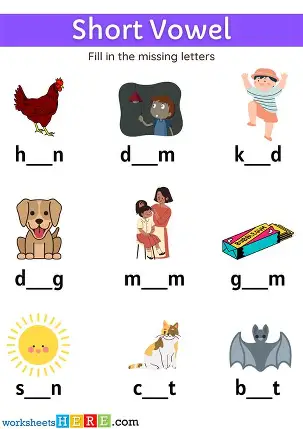 Short Vowel
Fill in the missing letters
h__n d__m k__d
d__g m__m g__m
s__n c__t b__t
worksheetsHERE.com